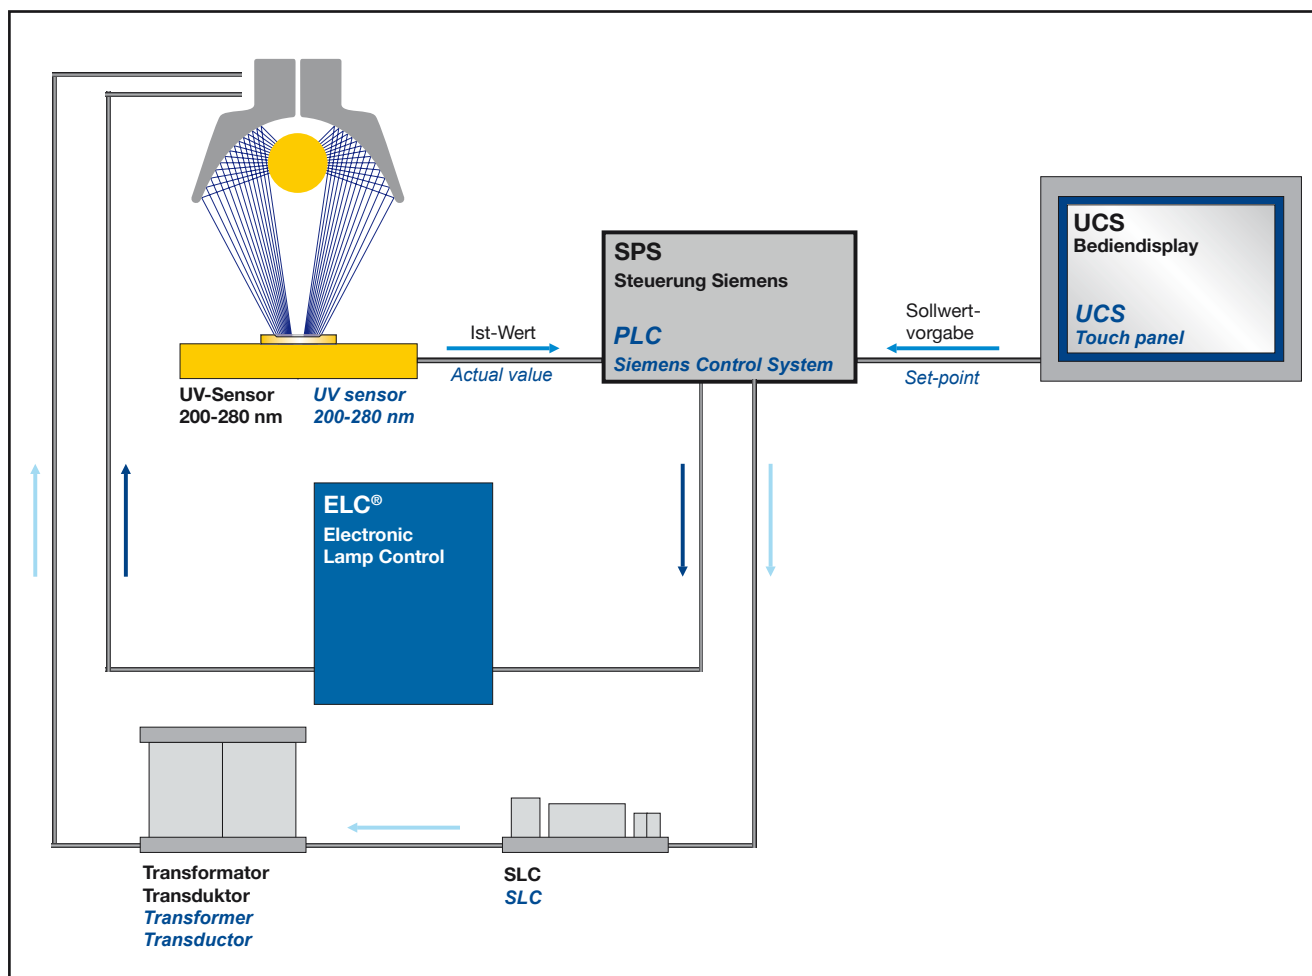 UCS
Bediendisplay
UCS
Touch panel
SPS
Steuerung Siemens
PLC
Siemens Control System
Sollwert-
vorgabe
Set-point
Ist-Wert
Actual value
UV-Sensor
200-280 nm
UV sensor
200-280 nm
ELC®
Electronic
Lamp Control
Transformator
Transduktor
Transformer
Transductor
SLC
SLC